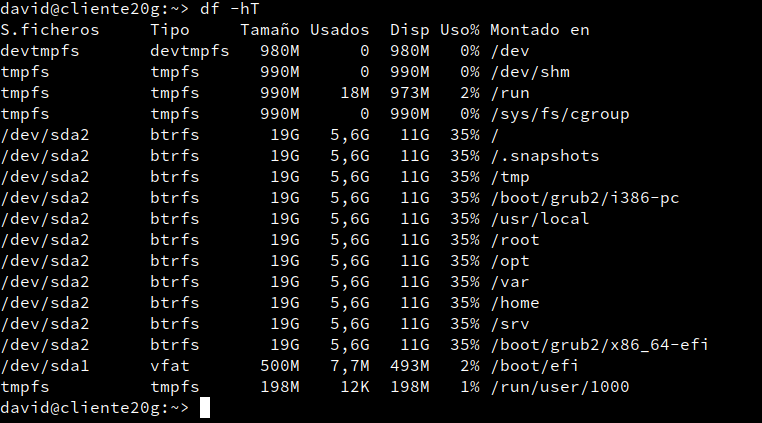 david@cliente20g:~> df -hT
S.ficheros     Tipo     Tamaño Usados  Disp Uso% Montado en
devtmpfs       devtmpfs   980M      0  980M   0% /dev
tmpfs          tmpfs      990M      0  990M   0% /dev/shm
tmpfs          tmpfs      990M    18M  973M   2% /run
tmpfs          tmpfs      990M      0  990M   0% /sys/fs/cgroup
/dev/sda2      btrfs       19G   5,6G   11G  35% /
/dev/sda2      btrfs       19G   5,6G   11G  35% /.snapshots
/dev/sda2      btrfs       19G   5,6G   11G  35% /tmp
/dev/sda2      btrfs       19G   5,6G   11G  35% /boot/grub2/i386-pc
/dev/sda2      btrfs       19G   5,6G   11G  35% /usr/local
/dev/sda2      btrfs       19G   5,6G   11G  35% /root
/dev/sda2      btrfs       19G   5,6G   11G  35% /opt
/dev/sda2      btrfs       19G   5,6G   11G  35% /var
/dev/sda2      btrfs       19G   5,6G   11G  35% /home
/dev/sda2      btrfs       19G   5,6G   11G  35% /srv
/dev/sda2      btrfs       19G   5,6G   11G  35% /boot/grub2/x86_64-efi
/dev/sda1      vfat       500M   7,7M  493M   2% /boot/efi
tmpfs          tmpfs      198M    12K  198M   1% /run/user/1000
david@cliente20g:~>